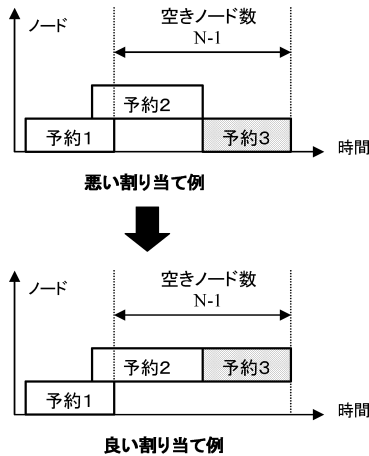 ノード
空きノード数
N-1
予約2
予約1
予約3
時間
悪い割り当て例
ノード
空きノード数
N-1
予約2
予約3
予約1
時間
良い割り当て例